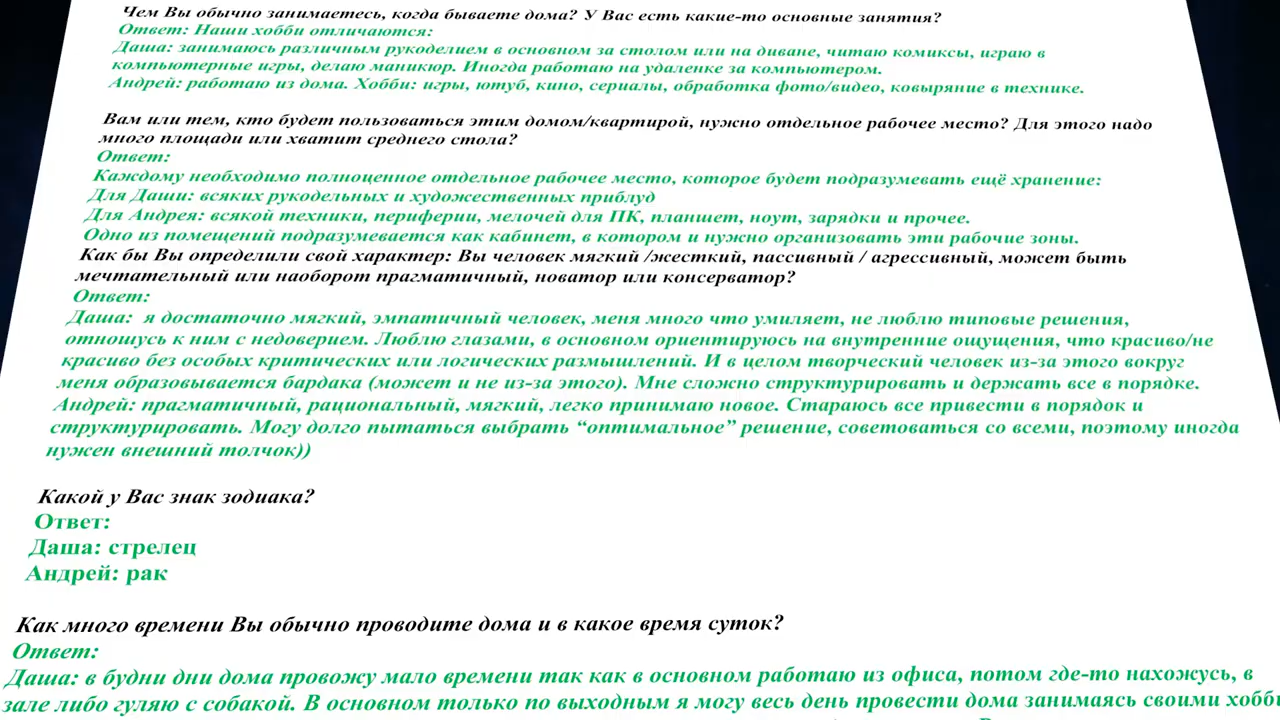 Чем Вы обычно занимаетесь, когда бываете дома? У Вас есть какие-то основные занятия?
Ответ: Наши хобби отличаются:
Даша: занимаюсь различным рукоделием в основном за столом или на диване, читаю комиксы, играю в
компьютерные игры, делаю маникюр. Иногда работаю на удаленке за компьютером.
Андрей: работаю из дома. Хобби: игры, ютуб, кино, сериалы, обработка фото/видео, ковыряние в технике.
Вам или тем, кто будет пользоваться этим домом/квартирой, нужно отдельное рабочее место? Для этого надо
много площади или хватит среднего стола?
Ответ:
Каждому необходимо полноценное отдельное рабочее место, которое будет подразумевать ещё хранение:
Для Даши: всяких рукодельных и художественных приблуд
Для Андрея: всякой техники, периферии, мелочей для ПК, планшет, ноут, зарядки и прочее.
Одно из помещений подразумевается как кабинет, в котором и нужно организовать эти рабочие зоны.
Как бы Вы определили свой характер: Вы человек мягкий /жесткий, пассивный / агрессивный, может быть
мечтательный или наоборот прагматичный, новатор или консерватор?
Ответ:
Даша:  я достаточно мягкий, эмпатичный человек, меня много что умиляет, не люблю типовые решения,
отношусь к ним с недоверием. Люблю глазами, в основном ориентируюсь на внутренние ощущения, что красиво/не
красиво без особых критических или логических размышлений. И в целом творческий человек из-за этого вокруг
меня образовывается бардака (может и не из-за этого). Мне сложно структурировать и держать все в порядке.
Андрей: прагматичный, рациональный, мягкий, легко принимаю новое. Стараюсь все привести в порядок и
структурировать. Могу долго пытаться выбрать “оптимальное” решение, советоваться со всеми, поэтому иногда
нужен внешний толчок))
Какой у Вас знак зодиака?
Ответ:
Даша: стрелец
Андрей: рак
Как много времени Вы обычно проводите дома и в какое время суток?
Ответ:
Даша: в будни дни дома провожу мало времени так как в основном работаю из офиса, потом где-то нахожусь, в
зале либо гуляю с собакой. В основном только по выходным я могу весь день провести дома занимаясь своими хобби